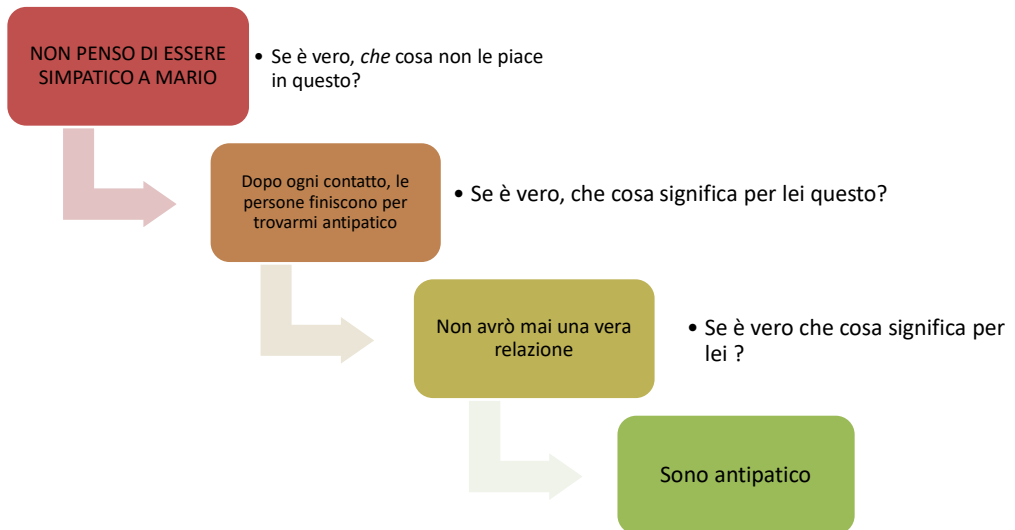 NON PENSO DI ESSERE
SIMPATICO A MARIO
• Se è vero, che cosa non le piace
in questo?
Dopo ogni contatto, le
persone finiscono per
trovarmi antipatico
• Se è vero, che cosa significa per lei questo?
Non avrò mai una vera
relazione
• Se è vero che cosa significa per
lei ?
Sono antipatico